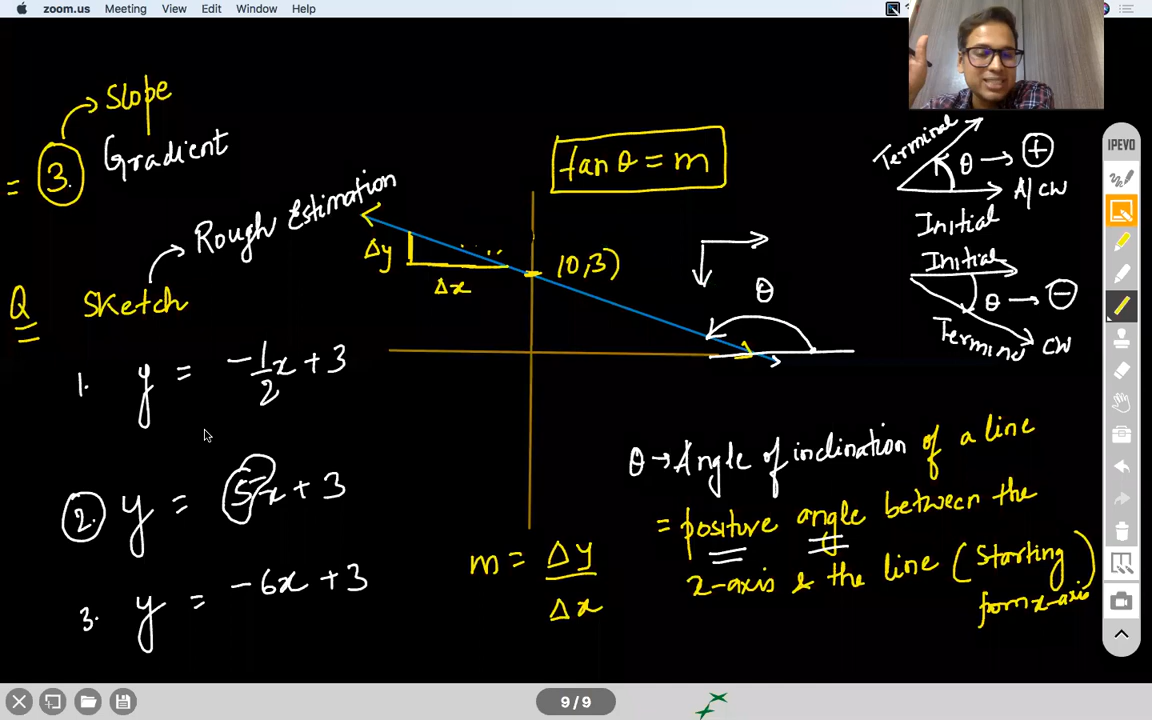 zoom.us Meeting View Edit Window Help
Slope
= 3. Gradient
tan θ = m
Terminal
θ → +
A/CW
Initial
Initial
θ → −
Termina
CW
Rough Estimation
Δy
Δx
(0,3)
θ
Q Sketch
1. y = -1/2 x + 3
2. y = 5x + 3
3. y = -6x + 3
m = Δy/Δx
θ → Angle of inclination of a line
= positive angle between the
x-axis & the line (starting
from x-axis)
IPEVO
9 / 9